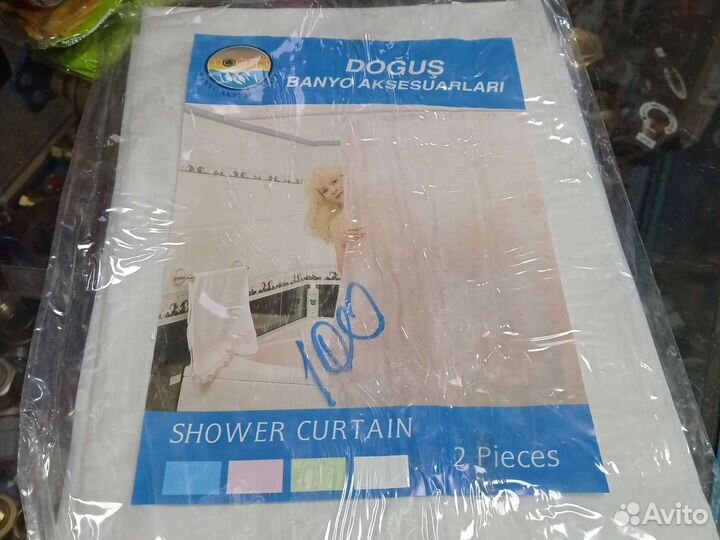 DOĞUŞ
BANYO AKSESUARLARI
100
SHOWER CURTAIN
2 Pieces
Avito